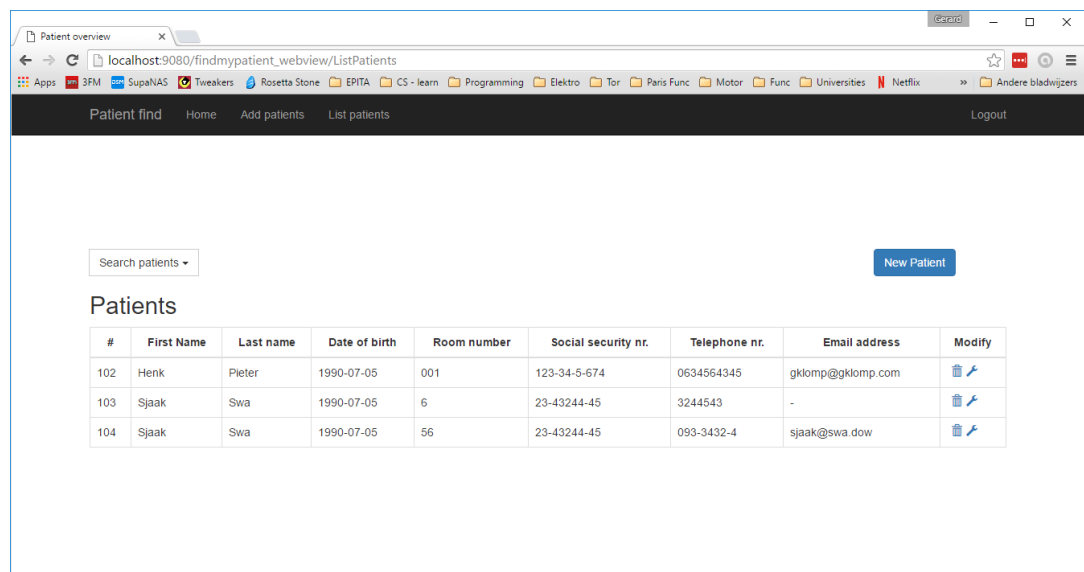 Gerard
Patient overview
localhost:9080/findmypatient_webview/ListPatients
Apps 3FM SupaNAS Tweakers Rosetta Stone EPITA CS - learn Programming Elektro Tor Paris Func Motor Func Universities Netflix » Andere bladwijzers
Patient find Home Add patients List patients Logout
Search patients New Patient
Patients
# First Name Last name Date of birth Room number Social security nr. Telephone nr. Email address Modify
102 Henk Pieter 1990-07-05 001 123-34-5-674 0634564345 gklomp@gklomp.com
103 Sjaak Swa 1990-07-05 6 23-43244-45 3244543 -
104 Sjaak Swa 1990-07-05 56 23-43244-45 093-3432-4 sjaak@swa.dow